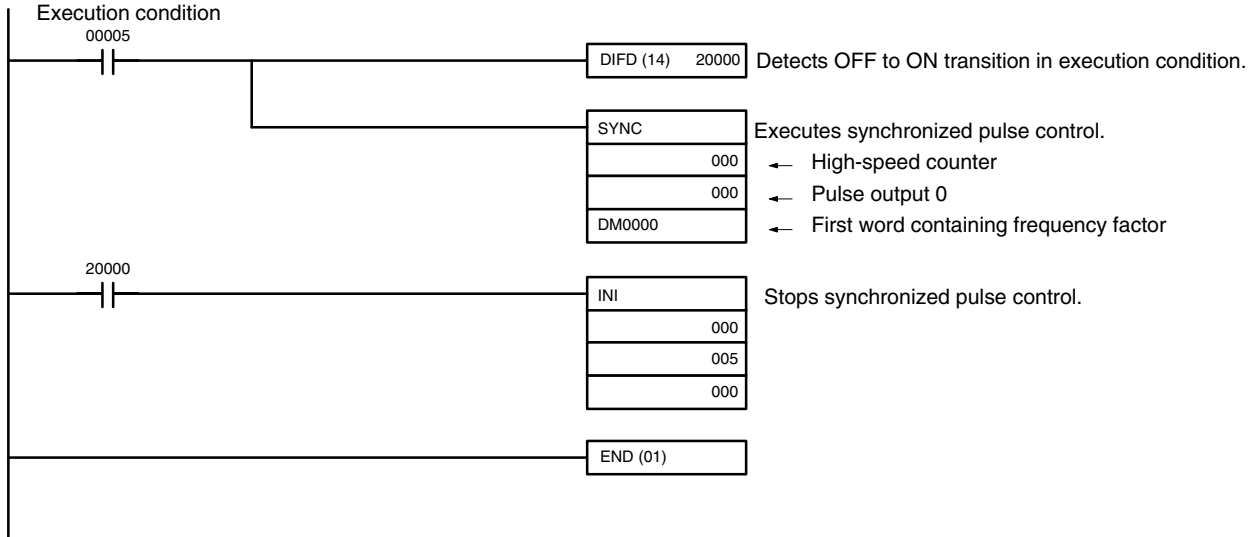 Execution condition
00005
DIFD (14) 20000 Detects OFF to ON transition in execution condition.
SYNC Executes synchronized pulse control.
000 ← High-speed counter
000 ← Pulse output 0
DM0000 ← First word containing frequency factor
20000
INI Stops synchronized pulse control.
000
005
000
END (01)